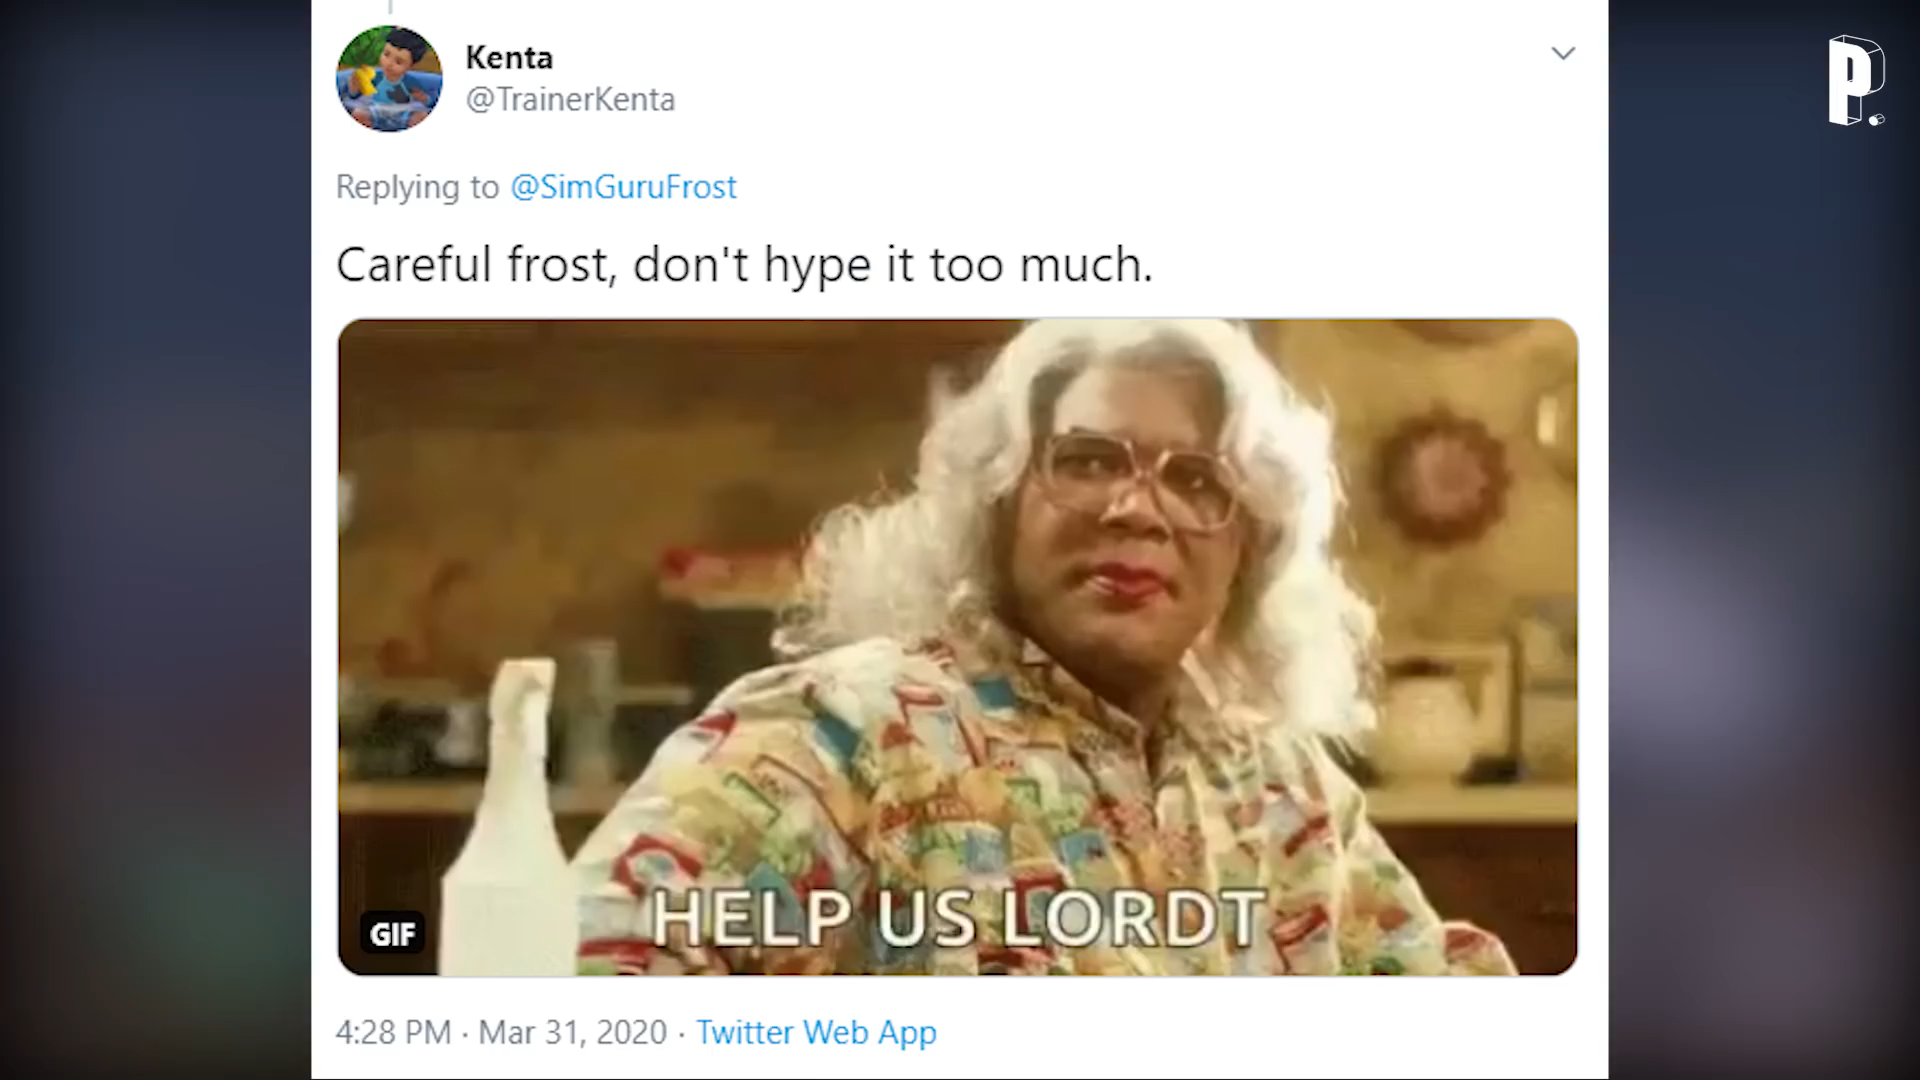 Kenta
@TrainerKenta
Replying to @SimGuruFrost
Careful frost, don't hype it too much.
HELP US LORDT
GIF
4:28 PM · Mar 31, 2020 · Twitter Web App
P.